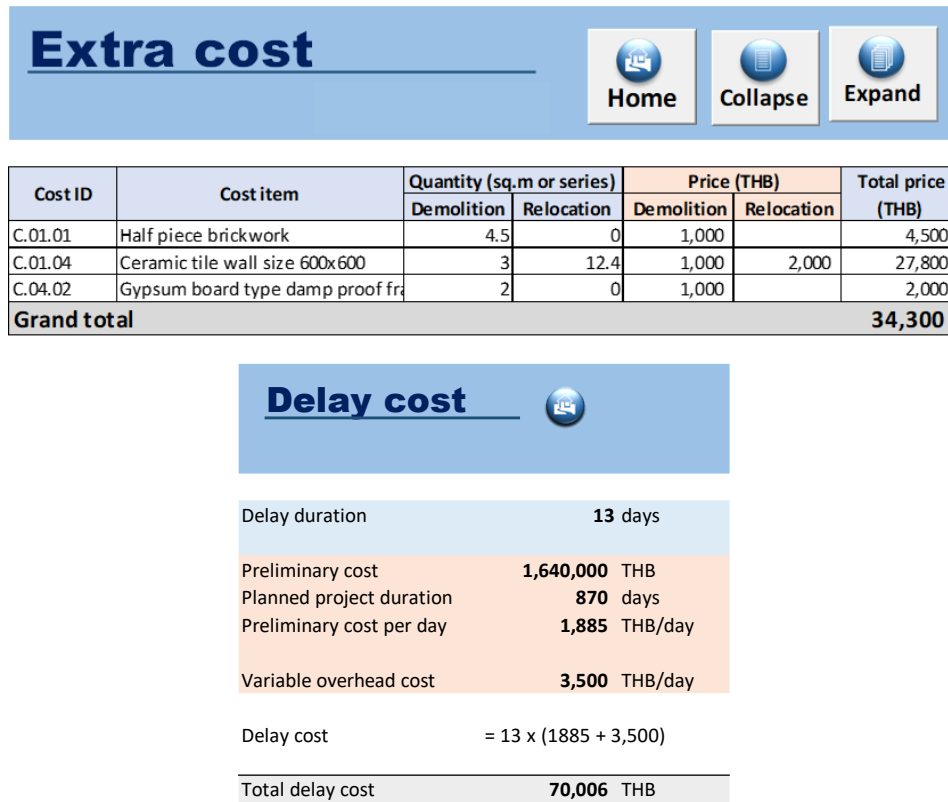 Extra cost
Home
Collapse
Expand
Cost ID Cost item Quantity (sq.m or series) Price (THB) Total price (THB)
Demolition Relocation Demolition Relocation
C.01.01 Half piece brickwork 4.5 0 1,000 4,500
C.01.04 Ceramic tile wall size 600x600 3 12.4 1,000 2,000 27,800
C.04.02 Gypsum board type damp proof fra 2 0 1,000 2,000
Grand total 34,300
Delay cost
Delay duration 13 days
Preliminary cost 1,640,000 THB
Planned project duration 870 days
Preliminary cost per day 1,885 THB/day
Variable overhead cost 3,500 THB/day
Delay cost = 13 x (1885 + 3,500)
Total delay cost 70,006 THB